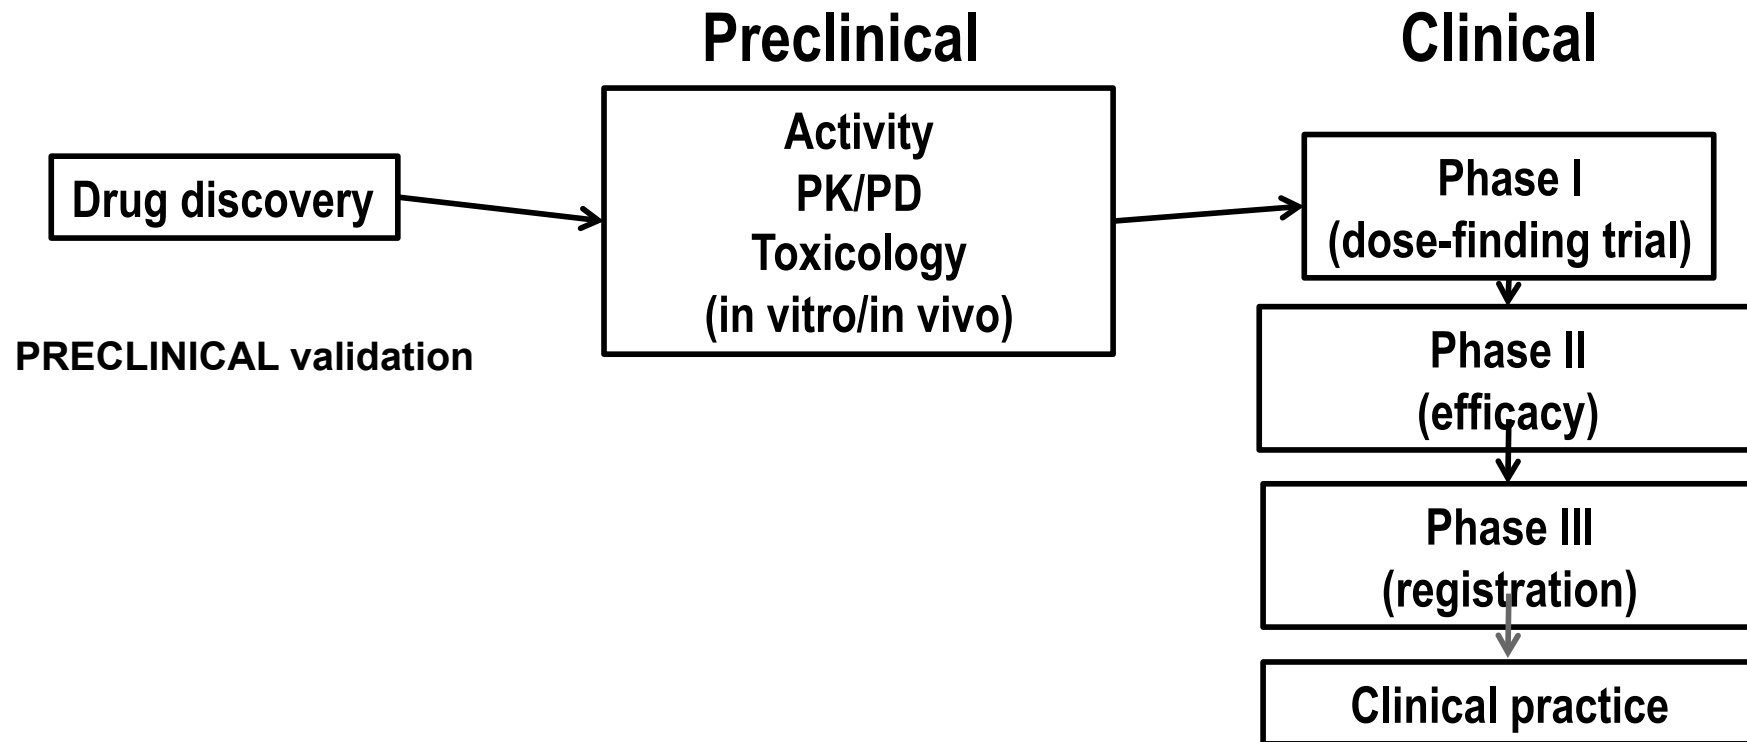 Preclinical
Clinical
Drug discovery
Activity
PK/PD
Toxicology
(in vitro/in vivo)
PRECLINICAL validation
Phase I
(dose-finding trial)
Phase II
(efficacy)
Phase III
(registration)
Clinical practice